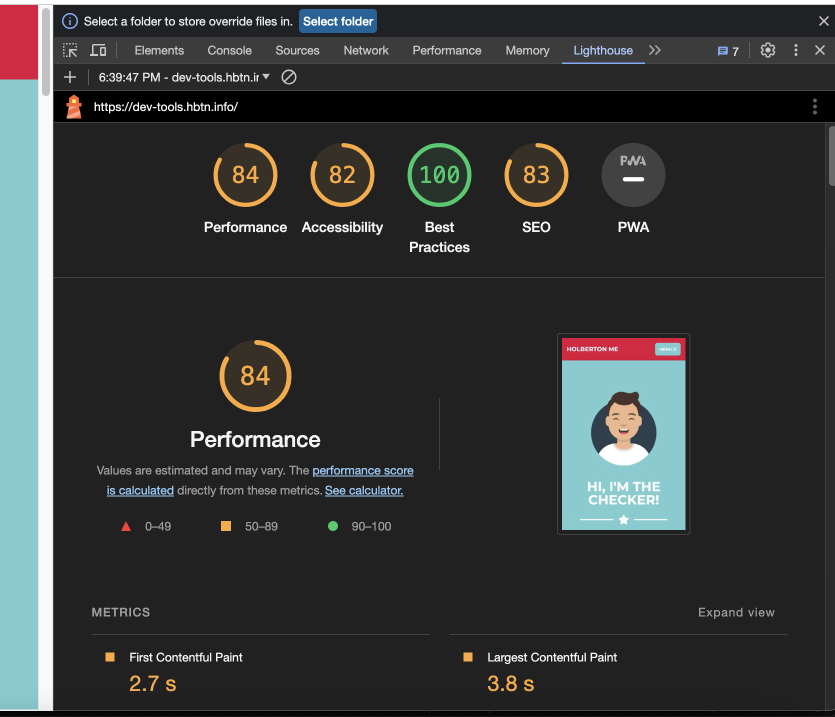 Select a folder to store override files in. Select folder
Elements Console Sources Network Performance Memory Lighthouse 7
6:39:47 PM - dev-tools.hbtn.ir
https://dev-tools.hbtn.info/
84 82 100 83 PWA
Performance Accessibility Best Practices SEO PWA
84
HOLBERTON ME MENU
HI, I'M THE
CHECKER!
Performance
Values are estimated and may vary. The performance score
is calculated directly from these metrics. See calculator.
0–49 50–89 90–100
METRICS Expand view
First Contentful Paint Largest Contentful Paint
2.7 s 3.8 s